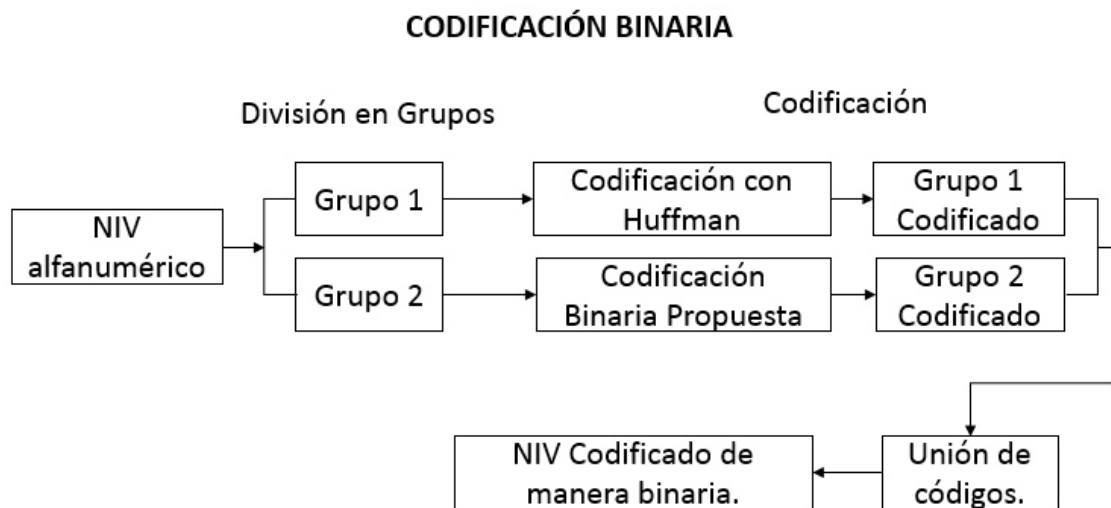 CODIFICACIÓN BINARIA
División en Grupos
Codificación
NIV
alfanumérico
Grupo 1
Codificación con
Huffman
Grupo 1
Codificado
Grupo 2
Codificación
Binaria Propuesta
Grupo 2
Codificado
Unión de
códigos.
NIV Codificado de
manera binaria.